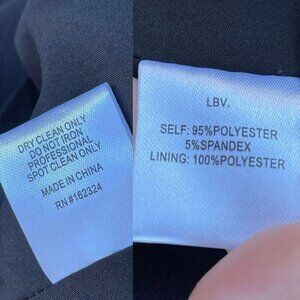 DRY CLEAN ONLY
DO NOT IRON
PROFESSIONAL
SPOT CLEAN ONLY
MADE IN CHINA
RN #162324
LBV.
SELF: 95%POLYESTER
5%SPANDEX
LINING: 100%POLYESTER